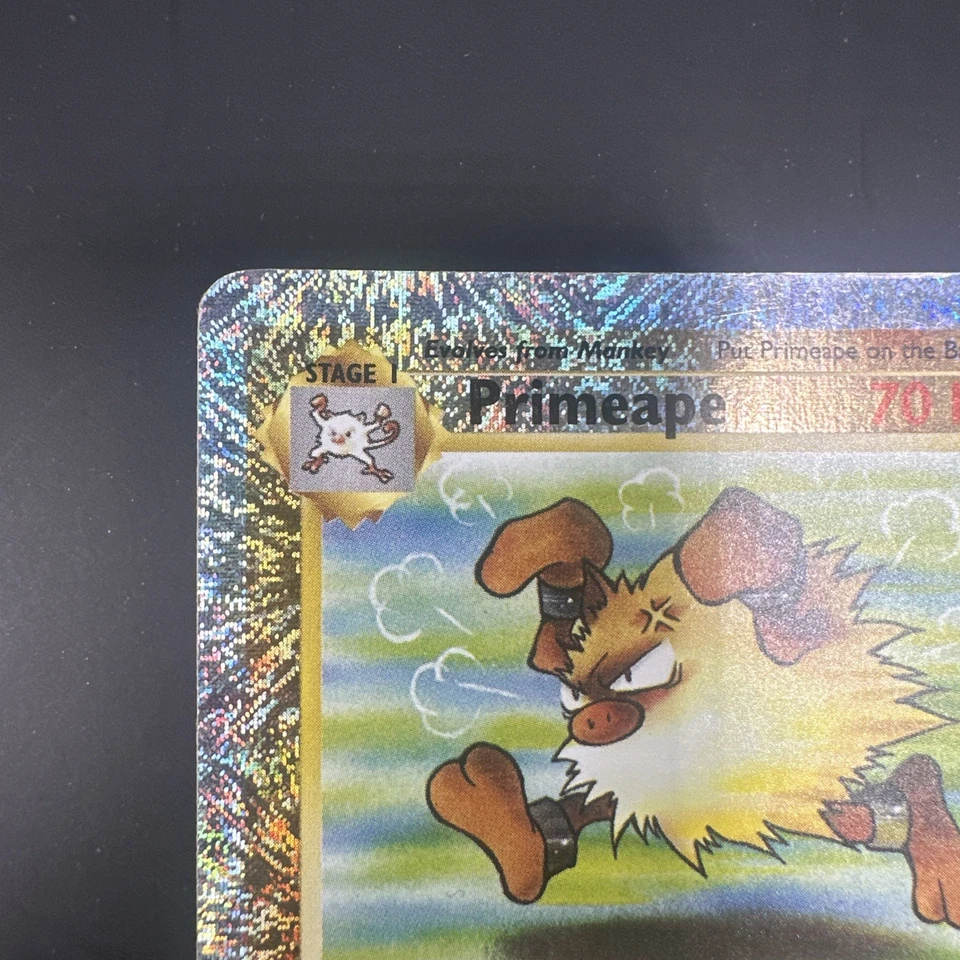 Evolves from Mankey Put Primeape on the
STAGE 1
Primeape 70